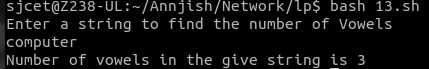 sjcet@Z238-UL:~/Annjish/Network/lp$ bash 13.sh
Enter a string to find the number of Vowels
computer
Number of vowels in the give string is 3